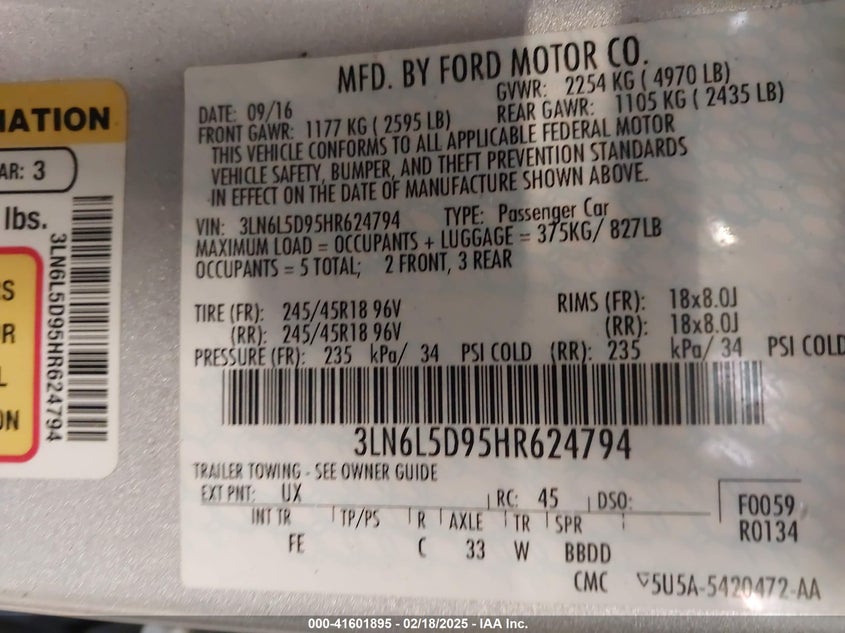 MATION
AR: 3
lbs.
RS
R
L
ON
3LN6L5D95HR624794
MFD. BY FORD MOTOR CO.
DATE: 09/16
GVWR: 2254 KG ( 4970 LB)
FRONT GAWR: 1177 KG ( 2595 LB)
REAR GAWR: 1105 KG ( 2435 LB)
THIS VEHICLE CONFORMS TO ALL APPLICABLE FEDERAL MOTOR
VEHICLE SAFETY, BUMPER, AND THEFT PREVENTION STANDARDS
IN EFFECT ON THE DATE OF MANUFACTURE SHOWN ABOVE.
VIN: 3LN6L5D95HR624794 TYPE: Passenger Car
MAXIMUM LOAD = OCCUPANTS + LUGGAGE = 375KG/ 827LB
OCCUPANTS = 5 TOTAL; 2 FRONT, 3 REAR
TIRE (FR): 245/45R18 96V RIMS (FR): 18x8.0J
(RR): 245/45R18 96V (RR): 18x8.0J
PRESSURE (FR): 235 kPa/ 34 PSI COLD (RR): 235 kPa/ 34 PSI COLD
3LN6L5D95HR624794
TRAILER TOWING - SEE OWNER GUIDE
EXT PNT: UX RC: 45 DSO:
F0059
R0134
INT TR TP/PS R AXLE TR SPR
FE C 33 W BBDD
CMC 5U5A-5420472-AA
000-41601895 - 02/18/2025 - IAA Inc.